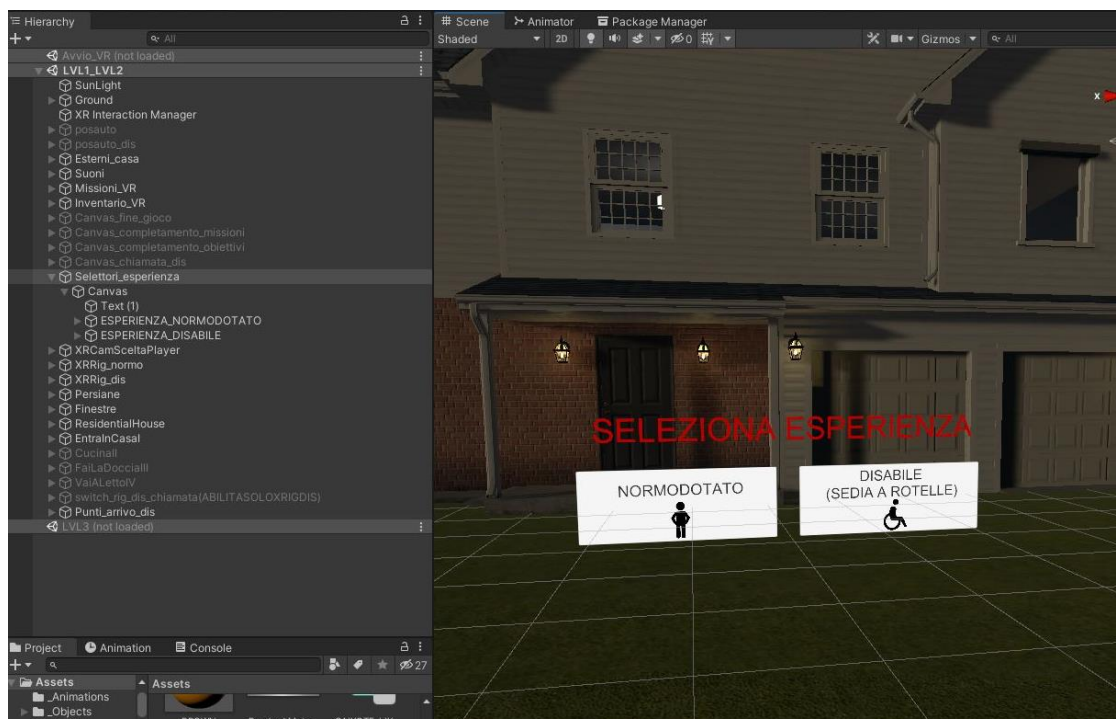 Hierarchy
All
Avvio_VR (not loaded)
LVL1_LVL2
SunLight
Ground
XR Interaction Manager
posauto
posauto_dis
Esterni_casa
Suoni
Missioni_VR
Inventario_VR
Canvas_fine_gioco
Canvas_completamento_missioni
Canvas_completamento_obiettivi
Canvas_chiamata_dis
Selettori_esperienza
Canvas
Text (1)
ESPERIENZA_NORMODOTATO
ESPERIENZA_DISABILE
XRCamSceltaPlayer
XRRig_normo
XRRig_dis
Persiane
Finestre
ResidentialHouse
EntraInCasaI
CucinaII
FaiLaDocciaIII
VaiALettoIV
switch_rig_dis_chiamata(ABILITASOLOXRIGDIS)
Punti_arrivo_dis
LVL3 (not loaded)
Project Animation Console
27
Assets
_Animations
_Objects
Assets
Scene Animator Package Manager
Shaded 2D 0 Gizmos All
x
SELEZIONA ESPERIENZA
NORMODOTATO
DISABILE
(SEDIA A ROTELLE)